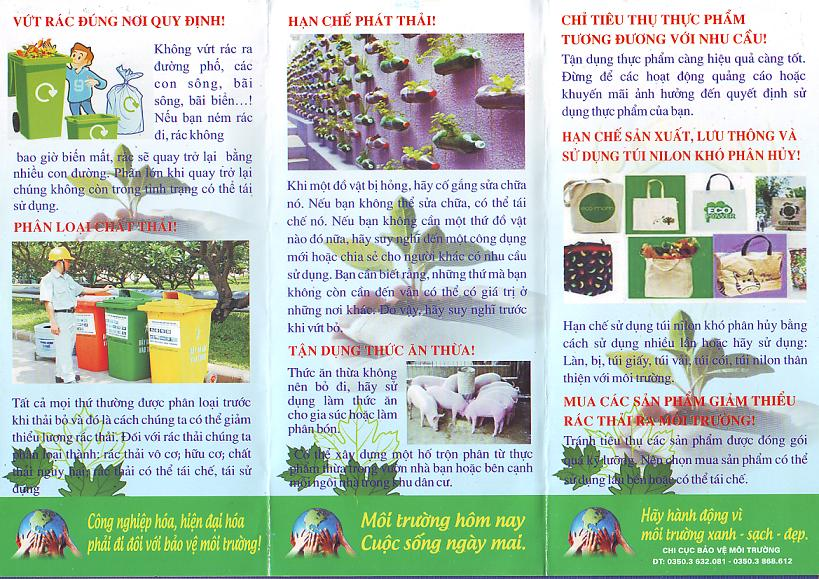 VỨT RÁC ĐÚNG NƠI QUY ĐỊNH!
Không vứt rác ra
đường phố, các
con sông, bãi
sông, bãi biển...!
Nếu bạn ném rác
đi, rác không
bao giờ biến mất, rác sẽ quay trở lại bằng
nhiều con đường. Phần lớn khi quay trở lại
chúng không còn trong tình trạng có thể tái
sử dụng.
PHÂN LOẠI CHẤT THẢI!
Tất cả mọi thứ thường được phân loại trước
khi thải bỏ và đó là cách chúng ta có thể giảm
thiểu lượng rác thải. Đối với rác thải chúng ta
phân loại thành: rác thải vô cơ; hữu cơ; chất
thải nguy hại; rác thải có thể tái chế, tái sử
dụng
Công nghiệp hóa, hiện đại hóa
phải đi đôi với bảo vệ môi trường!
HẠN CHẾ PHÁT THẢI!
Khi một đồ vật bị hỏng, hãy cố gắng sửa chữa
nó. Nếu bạn không thể sửa chữa, có thể tái
chế nó. Nếu bạn không cần một thứ đồ vật
nào đó nữa, hãy suy nghĩ đến một công dụng
mới hoặc chia sẻ cho người khác có nhu cầu
sử dụng. Bạn cần biết rằng, những thứ mà bạn
không còn cần đến vẫn có thể có giá trị ở
những nơi khác. Do vậy, hãy suy nghĩ trước
khi vứt bỏ.
TẬN DỤNG THỨC ĂN THỪA!
Thức ăn thừa không
nên bỏ đi, hãy sử
dụng làm thức ăn
cho gia súc hoặc làm
phân bón.
Có thể xây dựng một hố trộn phân từ thực
phẩm thừa trong vườn nhà bạn hoặc bên cạnh
mỗi ngôi nhà trong khu dân cư.
Môi trường hôm nay
Cuộc sống ngày mai.
CHỈ TIÊU THỤ THỰC PHẨM
TƯƠNG ĐƯƠNG VỚI NHU CẦU!
Tận dụng thực phẩm càng hiệu quả càng tốt.
Đừng để các hoạt động quảng cáo hoặc
khuyến mãi ảnh hưởng đến quyết định sử
dụng thực phẩm của bạn.
HẠN CHẾ SẢN XUẤT, LƯU THÔNG VÀ
SỬ DỤNG TÚI NILON KHÓ PHÂN HỦY!
ECO
POWER
Hạn chế sử dụng túi nilon khó phân hủy bằng
cách sử dụng nhiều lần hoặc hãy sử dụng:
Làn, bị, túi giấy, túi vải, túi cói, túi nilon thân
thiện với môi trường.
MUA CÁC SẢN PHẨM GIẢM THIỂU
RÁC THẢI RA MÔI TRƯỜNG!
Tránh tiêu thụ các sản phẩm được đóng gói
quá kỹ lưỡng. Nên chọn mua sản phẩm có thể
sử dụng lâu bền hoặc có thể tái chế.
Hãy hành động vì
môi trường xanh - sạch - đẹp.
CHI CỤC BẢO VỆ MÔI TRƯỜNG
DT: 0350.3 632.081 - 0350.3 868.612